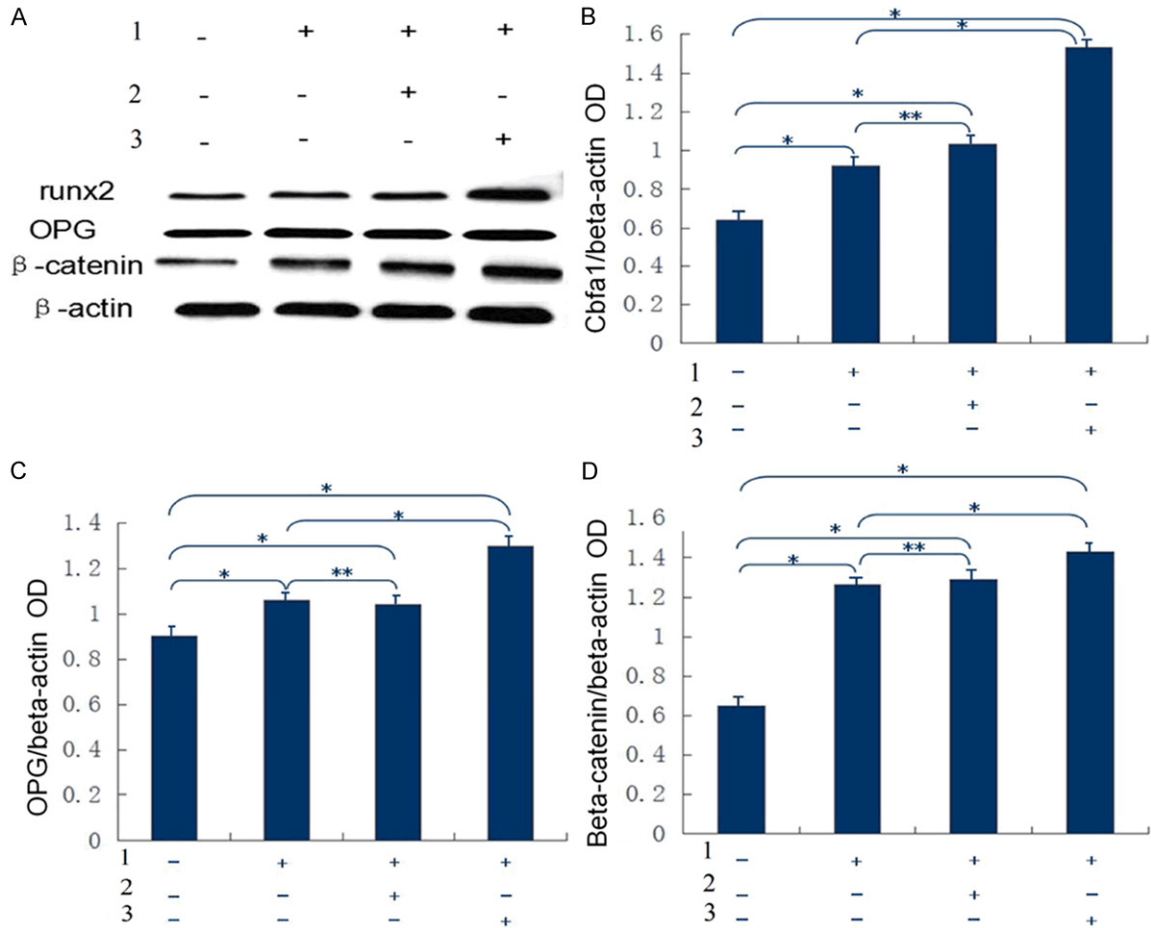 A
1 - + + +
2 - - + -
3 - - - +
runx2
OPG
β-catenin
β-actin
B
Cbfa1/beta-actin OD
1.6
1.4
1.2
1
0.8
0.6
0.4
0.2
0
* * * ** *
1 - + + +
2 - - + -
3 - - - +
C
OPG/beta-actin OD
1.4
1.2
1
0.8
0.6
0.4
0.2
0
* * * * **
1 - + + +
2 - - + -
3 - - - +
D
Beta-catenin/beta-actin OD
1.6
1.4
1.2
1
0.8
0.6
0.4
0.2
0
* * * ** *
1 - + + +
2 - - + -
3 - - - +